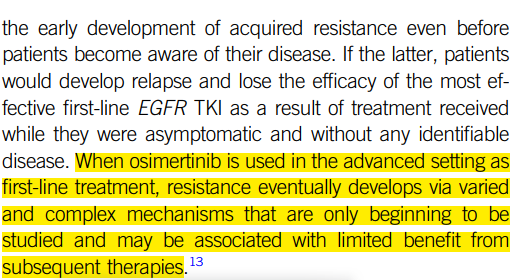 the early development of acquired resistance even before
patients become aware of their disease. If the latter, patients
would develop relapse and lose the efficacy of the most ef-
fective first-line EGFR TKI as a result of treatment received
while they were asymptomatic and without any identifiable
disease. When osimertinib is used in the advanced setting as
first-line treatment, resistance eventually develops via varied
and complex mechanisms that are only beginning to be
studied and may be associated with limited benefit from
subsequent therapies.13